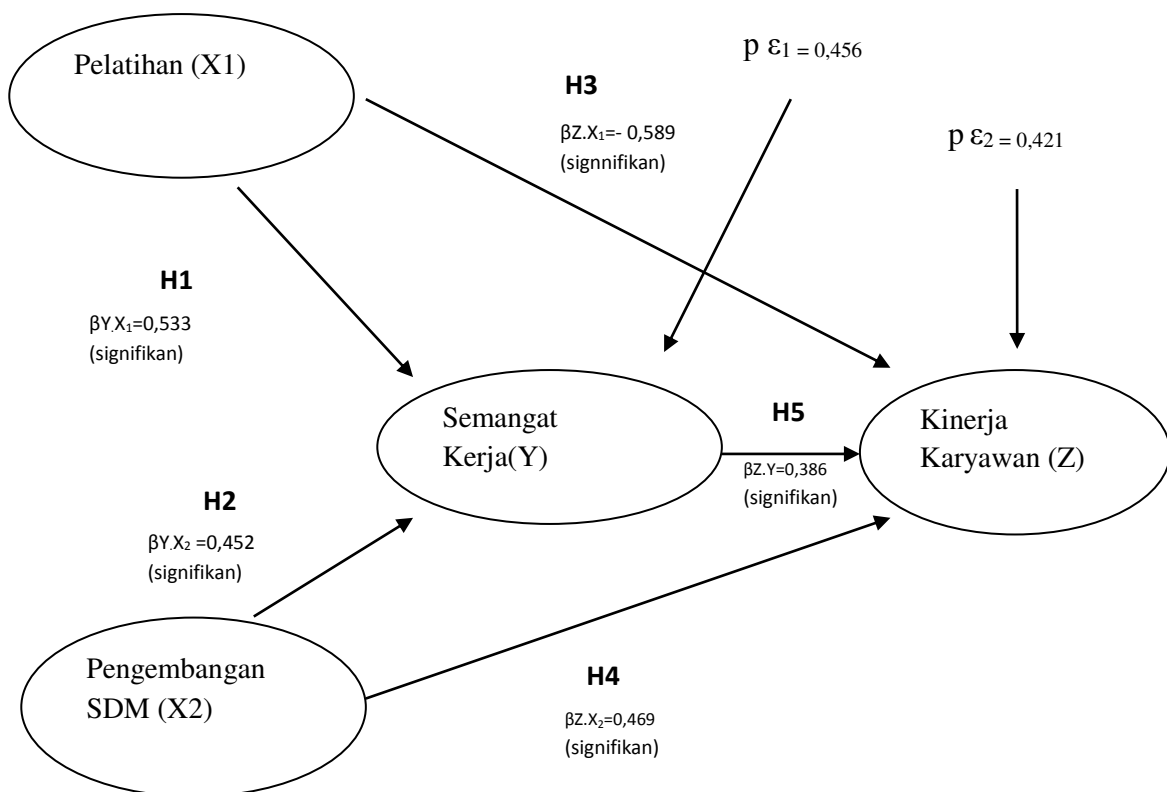 Pelatihan (X1)
p ε₁ = 0,456
H3
βZ.X₁=- 0,589
(signnifikan)
p ε₂ = 0,421
H1
βY.X₁=0,533
(signifikan)
Semangat
Kerja(Y)
H5
βZ.Y=0,386
(signifikan)
Kinerja
Karyawan (Z)
H2
βY.X₂ =0,452
(signifikan)
Pengembangan
SDM (X2)
H4
βZ.X₂=0,469
(signifikan)